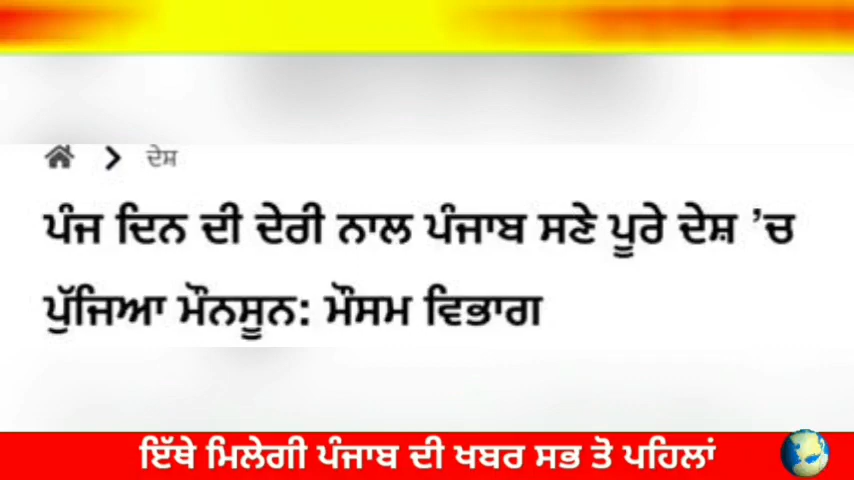 ਦੇਸ਼
ਪੰਜ ਦਿਨ ਦੀ ਦੇਰੀ ਨਾਲ ਪੰਜਾਬ ਸਣੇ ਪੂਰੇ ਦੇਸ਼ ’ਚ
ਪੁੱਜਿਆ ਮੌਨਸੂਨ: ਮੌਸਮ ਵਿਭਾਗ
ਇੱਥੇ ਮਿਲੇਗੀ ਪੰਜਾਬ ਦੀ ਖਬਰ ਸਭ ਤੋ ਪਹਿਲਾਂ